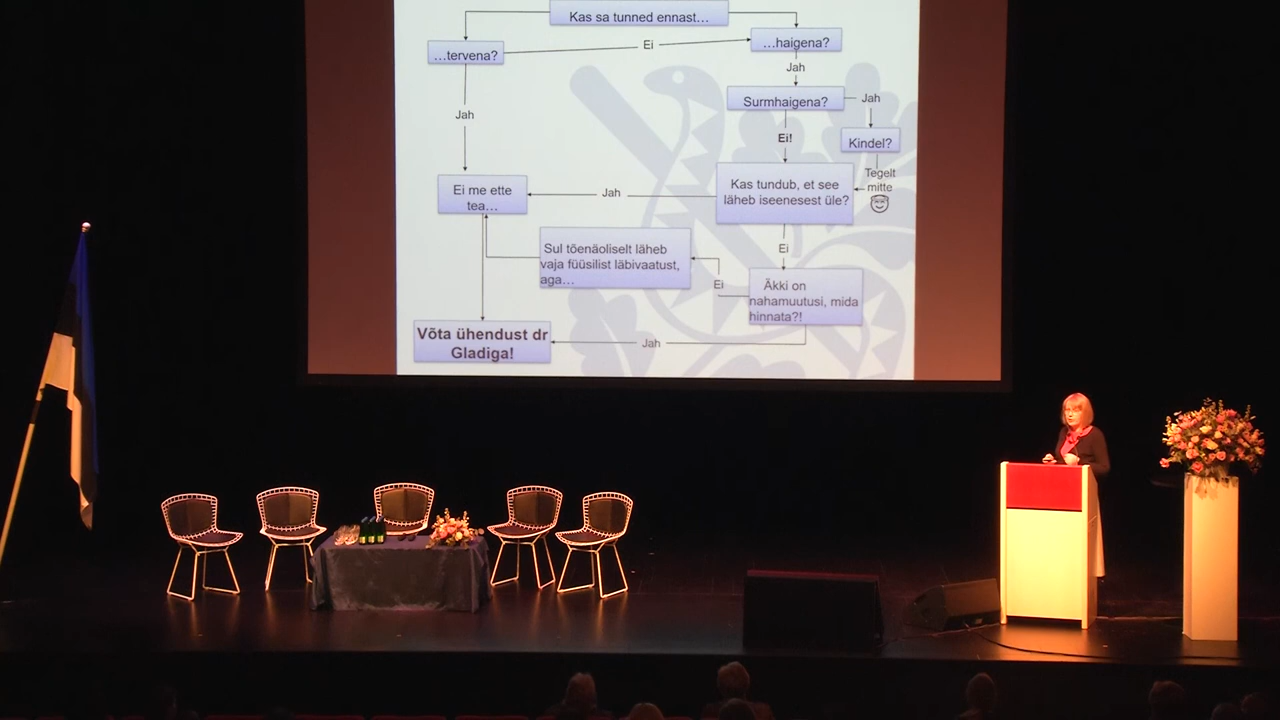 Kas sa tunned ennast…
…tervena?
Ei
…haigena?
Jah
Jah
Surmhaigena?
Jah
Ei!
Kindel?
Tegelt
mitte
Kas tundub, et see
läheb iseenesest üle?
Jah
Ei me ette
tea…
Ei
Sul tõenäoliselt läheb
vaja füüsilist läbivaatust,
aga…
Ei
Äkki on
nahamuutusi, mida
hinnata?!
Jah
Võta ühendust dr
Gladiga!